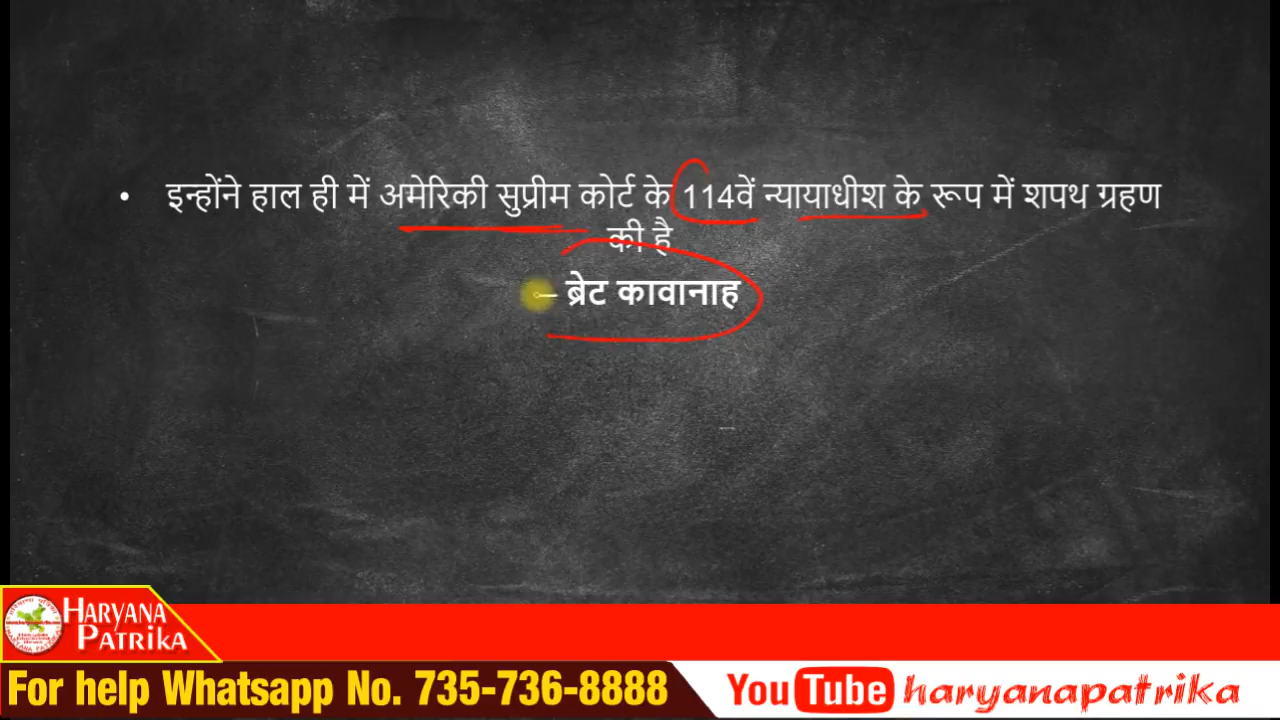 • इन्होंने हाल ही में अमेरिकी सुप्रीम कोर्ट के 114वें न्यायाधीश के रूप में शपथ ग्रहण
की है
– ब्रेट कावानाह
HARYANA
PATRIKA
For help Whatsapp No. 735-736-8888
YouTube haryanapatrika